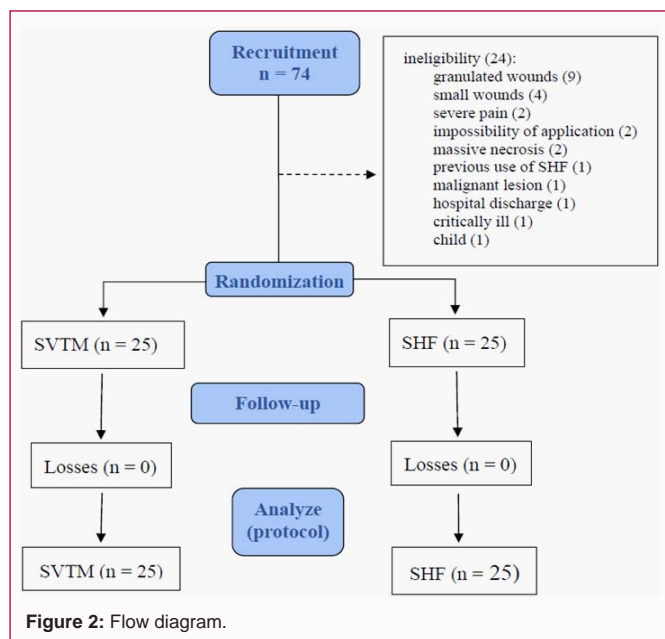 Recruitment
n = 74
ineligibility (24):
granulated wounds (9)
small wounds (4)
severe pain (2)
impossibility of application (2)
massive necrosis (2)
previous use of SHF (1)
malignant lesion (1)
hospital discharge (1)
critically ill (1)
child (1)
Randomization
SVTM (n = 25)
SHF (n = 25)
Follow-up
Losses (n = 0)
Losses (n = 0)
Analyze
(protocol)
SVTM (n = 25)
SHF (n = 25)
Figure 2: Flow diagram.